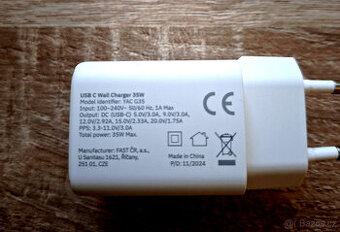 USB C Wall Charger 35W
Model identifier: YAC G35
Input: 100-240V~ 50/60 Hz, 1A Max
Output: DC (USB-C) 5.0V/3.0A, 9.0V/3.0A,
12.0V/2.92A, 15.0V/2.33A, 20.0V/1.75A
PPS: 3.3-11.0V/3.0A
Total power: 35W Max.
Manufacturer: FAST ČR, a.s.,
U Sanitasu 1621, Říčany,
251 01, CZE
CE
Made in China
P/D: 11/2024
Bazos.cz